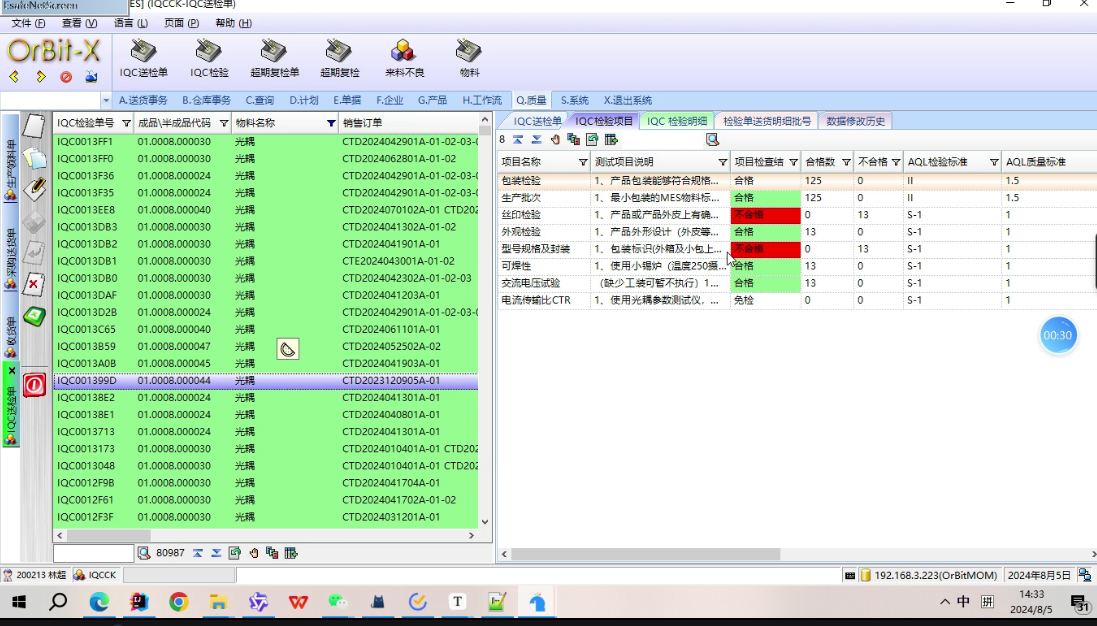 EsafeNetScreen ES] (IQCCK-IQC送检单)
文件 (F) 查看 (V) 语言 (L) 页面 (P) 帮助 (H)
OrBit-X
IQC送检单 IQC检验 超期复检单 超期复检 来料不良 物料
A.送货事务 B.仓库事务 C.查询 D.计划 E.单据 F.企业 G.产品 H.工作流 Q.质量 S.系统 X.退出系统
生产领料单
采购送货单
收货单
IQC送检单
IQC检验单号 成品\半成品代码 物料名称 销售订单
IQC0013FF1 01.0008.000030 光耦 CTD2024042901A-01-02-03-
IQC0013FF0 01.0008.000030 光耦 CTD2024062801A-01-02
IQC0013F36 01.0008.000024 光耦 CTD2024042901A-01-02-03-
IQC0013F35 01.0008.000024 光耦 CTD2024042901A-01-02-03-
IQC0013EE8 01.0008.000040 光耦 CTD2024070102A-01 CTD202
IQC0013DB3 01.0008.000030 光耦 CTD2024041302A-01-02
IQC0013DB2 01.0008.000030 光耦 CTD2024041901A-01
IQC0013DB1 01.0008.000030 光耦 CTE2024043001A-01-02
IQC0013DB0 01.0008.000030 光耦 CTD2024042302A-01-02-03
IQC0013DAF 01.0008.000030 光耦 CTD2024041203A-01
IQC0013D2B 01.0008.000024 光耦 CTD2024042901A-01-02-03-
IQC0013C65 01.0008.000040 光耦 CTD2024061101A-01
IQC0013B59 01.0008.000047 光耦 CTD2024052502A-02
IQC0013A0B 01.0008.000045 光耦 CTD2024041903A-01
IQC001399D 01.0008.000044 光耦 CTD2023120905A-01
IQC00138E2 01.0008.000024 光耦 CTD2024041301A-01
IQC00138E1 01.0008.000024 光耦 CTD2024040801A-01
IQC0013713 01.0008.000024 光耦 CTD2024041301A-01
IQC0013173 01.0008.000030 光耦 CTD2024010401A-01 CTD202
IQC0013048 01.0008.000030 光耦 CTD2024010401A-01 CTD202
IQC0012F9B 01.0008.000030 光耦 CTD2024041704A-01
IQC0012F61 01.0008.000030 光耦 CTD2024041702A-01-02
IQC0012F3F 01.0008.000030 光耦 CTD2024031201A-01
80987
IQC送检单 IQC检验项目 IQC 检验明细 检验单送货明细批号 数据修改历史
8
项目名称 测试项目说明 项目检查结 合格数 不合格 AQL检验标准 AQL质量标准
包装检验 1、产品包装能够符合规格... 合格 125 0 II 1.5
生产批次 1、最小包装的MES物料标... 合格 125 0 II 1.5
丝印检验 1、产品或产品外皮上有确... 不合格 0 13 S-1 1
外观检验 1、产品外形设计（外皮等... 合格 13 0 S-1 1
型号规格及封装 1、包装标识(外箱及小包上... 不合格 0 13 S-1 1
可焊性 1、使用小锡炉（温度250摄... 合格 13 0 S-1 1
交流电压试验 （缺少工装可暂不执行）1... 合格 13 0 S-1 1
电流传输比CTR 1、使用光耦参数测试仪，... 免检 0 0 S-1 1
00:30
200213 林超 IQCCK 192.168.3.223(OrBitMOM) 2024年8月5日
中 拼 14:33
2024/8/5
31